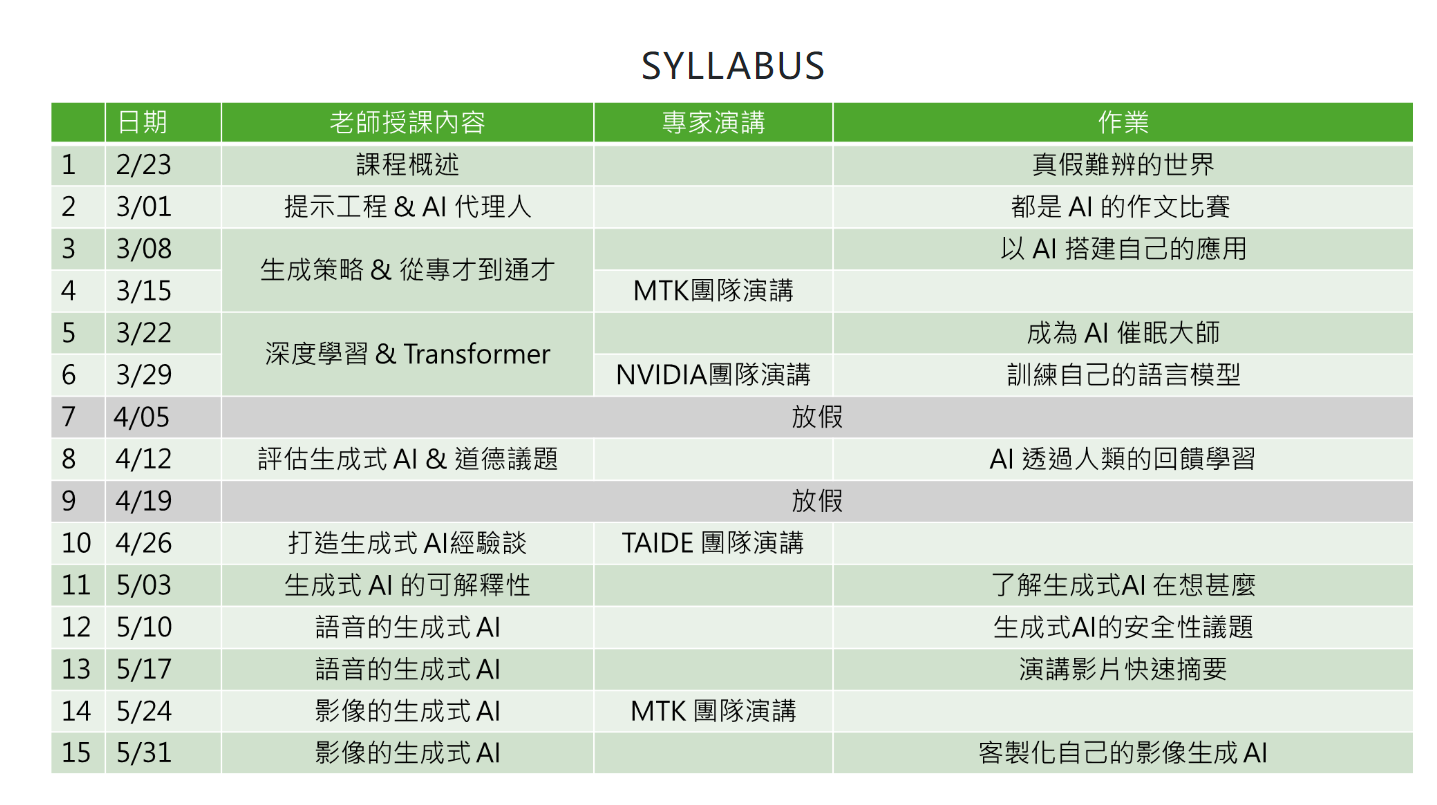 SYLLABUS
日期 老師授課內容 專家演講 作業
1 2/23 課程概述 真假難辨的世界
2 3/01 提示工程 & AI 代理人 都是 AI 的作文比賽
3 3/08 生成策略 & 從專才到通才 以 AI 搭建自己的應用
4 3/15 MTK團隊演講
5 3/22 深度學習 & Transformer 成為 AI 催眠大師
6 3/29 NVIDIA團隊演講 訓練自己的語言模型
7 4/05 放假
8 4/12 評估生成式 AI & 道德議題 AI 透過人類的回饋學習
9 4/19 放假
10 4/26 打造生成式 AI經驗談 TAIDE 團隊演講
11 5/03 生成式 AI 的可解釋性 了解生成式AI 在想甚麼
12 5/10 語音的生成式 AI 生成式AI的安全性議題
13 5/17 語音的生成式 AI 演講影片快速摘要
14 5/24 影像的生成式 AI MTK 團隊演講
15 5/31 影像的生成式 AI 客製化自己的影像生成 AI